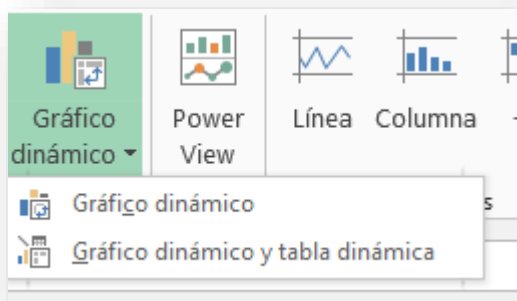 Gráfico
dinámico
Power
View
Línea
Columna
Gráfico dinámico
s
Gráfico dinámico y tabla dinámica